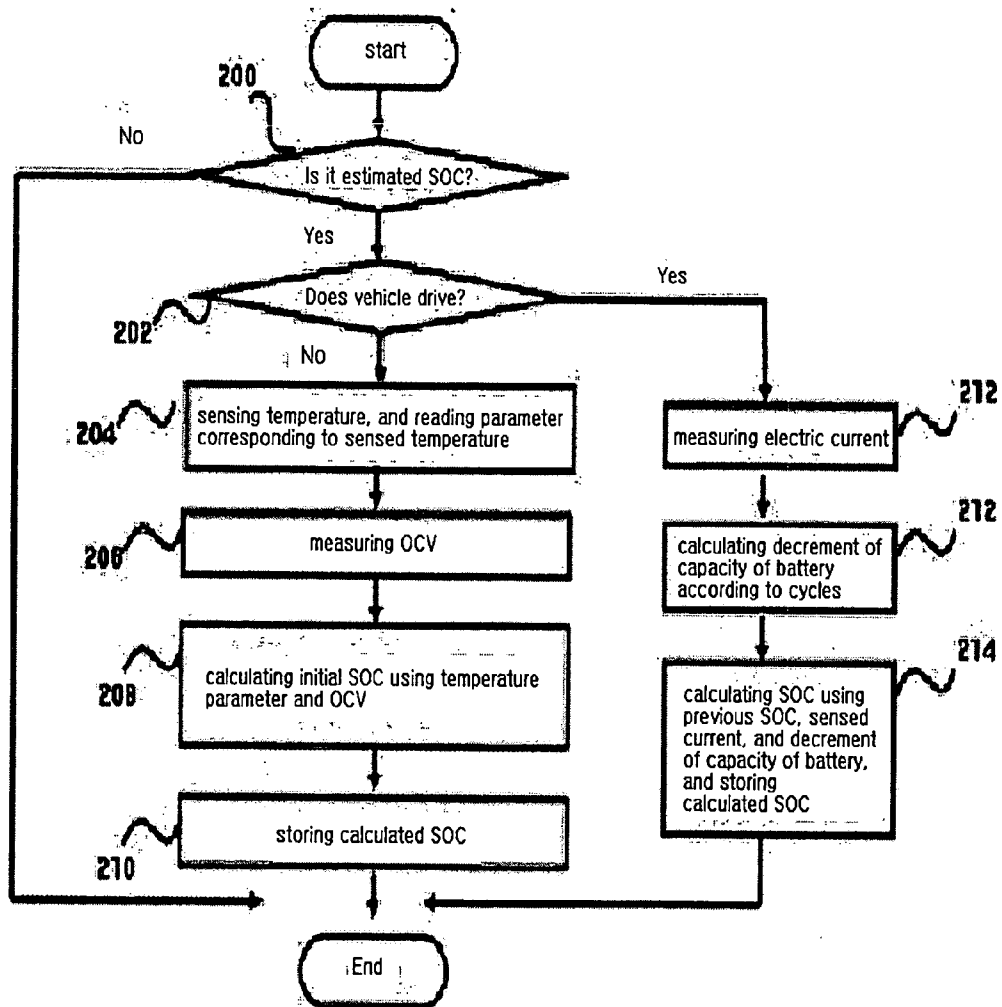 start
200
No
Is it estimated SOC?
Yes
Does vehicle drive?
Yes
202
No
204
sensing temperature, and reading parameter
corresponding to sensed temperature
measuring electric current
212
206
measuring OCV
calculating decrement of
capacity of battery
according to cycles
212
208
calculating initial SOC using temperature
parameter and OCV
calculating SOC using
previous SOC, sensed
current, and decrement
of capacity of battery,
and storing
calculated SOC
214
210
storing calculated SOC
End